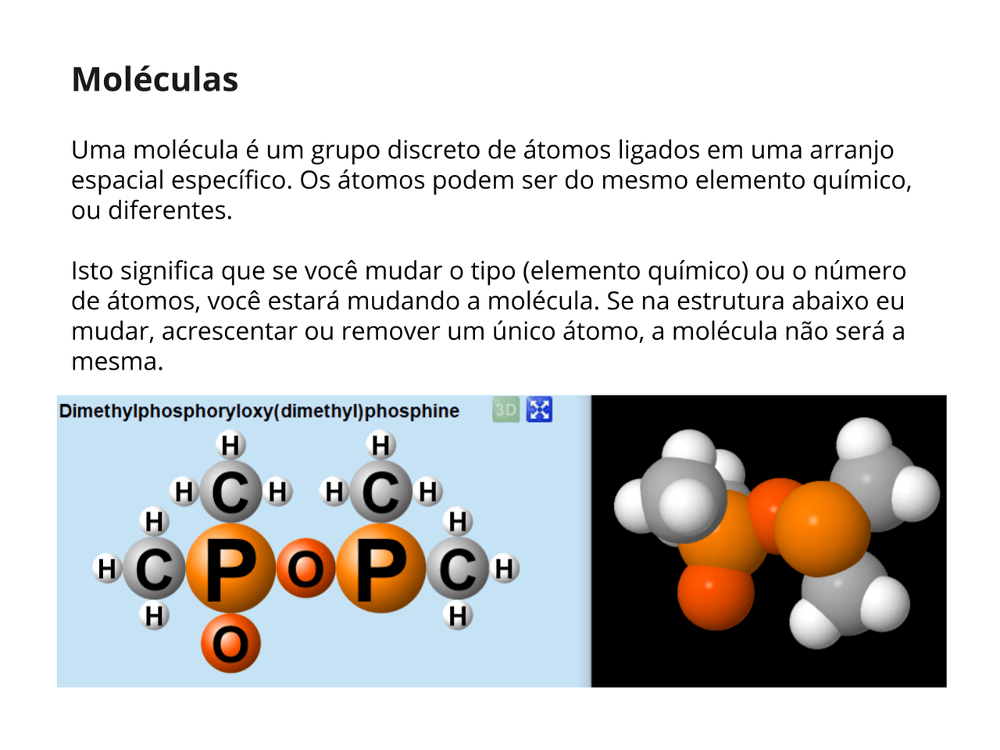 Moléculas
Uma molécula é um grupo discreto de átomos ligados em uma arranjo
espacial específico. Os átomos podem ser do mesmo elemento químico,
ou diferentes.
Isto significa que se você mudar o tipo (elemento químico) ou o número
de átomos, você estará mudando a molécula. Se na estrutura abaixo eu
mudar, acrescentar ou remover um único átomo, a molécula não será a
mesma.
Dimethylphosphoryloxy(dimethyl)phosphine 3D
H H
H C H H C H
H H
H C P O P C H
H H
O